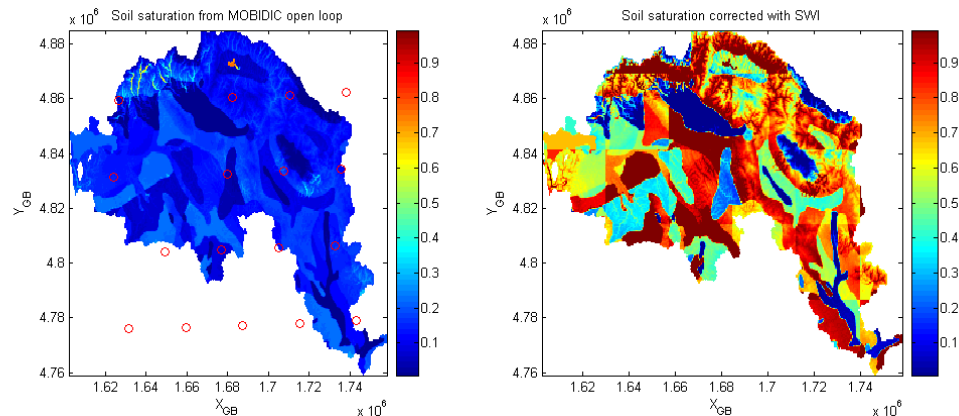 Soil saturation from MOBIDIC open loop
x 10^6
4.88
4.86
4.84
4.82
4.8
4.78
4.76
Y_GB
1.62 1.64 1.66 1.68 1.7 1.72 1.74
X_GB
x 10^6
0.9
0.8
0.7
0.6
0.5
0.4
0.3
0.2
0.1
Soil saturation corrected with SWI
x 10^6
4.88
4.86
4.84
4.82
4.8
4.78
4.76
Y_GB
1.62 1.64 1.66 1.68 1.7 1.72 1.74
X_GB
x 10^6
0.9
0.8
0.7
0.6
0.5
0.4
0.3
0.2
0.1